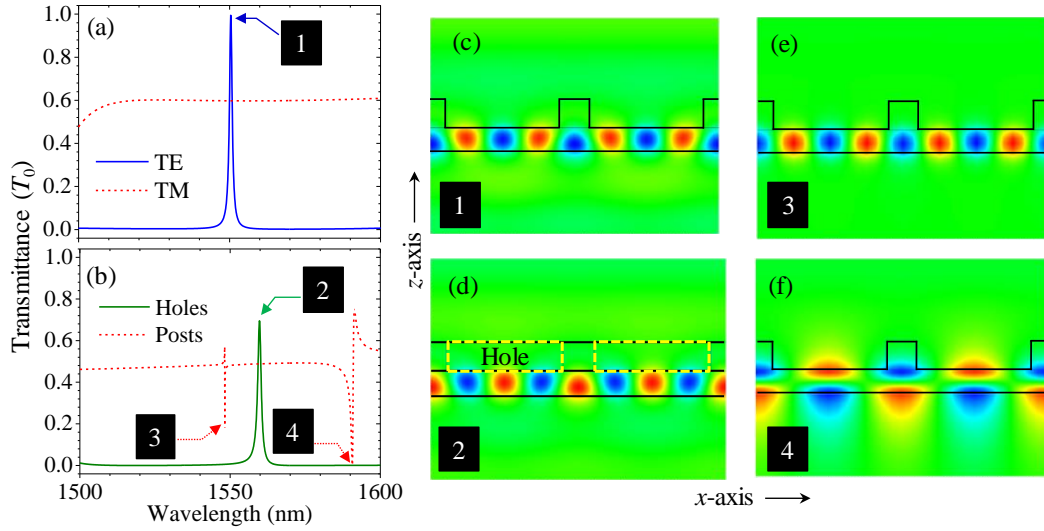 (a)
1
TE
TM
1.0
0.8
0.6
0.4
0.2
0.0
Transmittance (T0)
(b)
Holes
Posts
2
3
4
1.0
0.8
0.6
0.4
0.2
0.0
1500
1550
1600
Wavelength (nm)
(c)
1
(d)
Hole
2
z-axis
(e)
3
(f)
4
x-axis